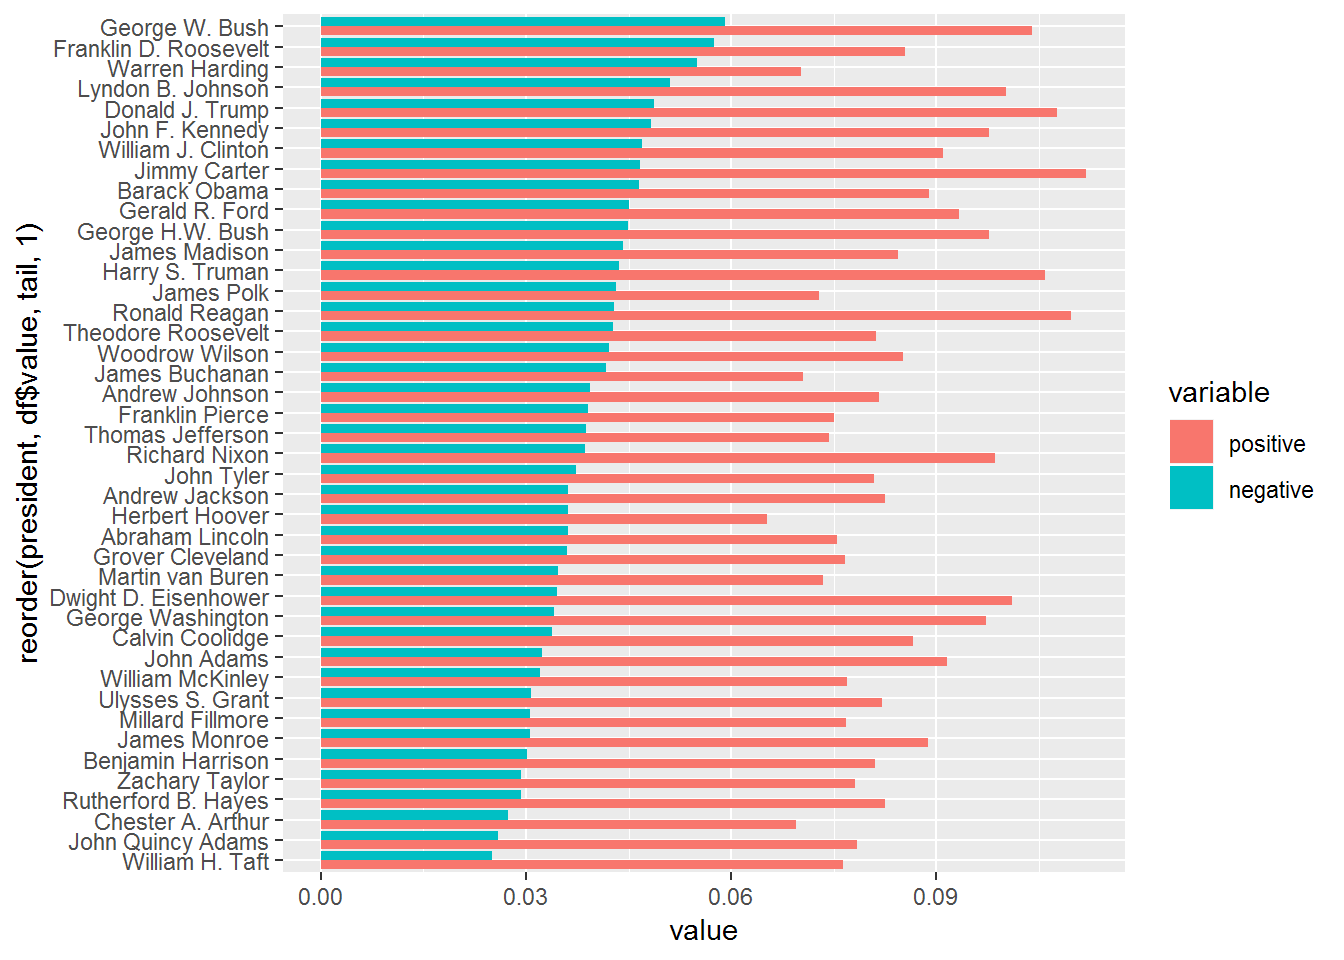 George W. Bush
Franklin D. Roosevelt
Warren Harding
Lyndon B. Johnson
Donald J. Trump
John F. Kennedy
William J. Clinton
Jimmy Carter
Barack Obama
Gerald R. Ford
George H.W. Bush
James Madison
Harry S. Truman
James Polk
Ronald Reagan
Theodore Roosevelt
Woodrow Wilson
James Buchanan
Andrew Johnson
Franklin Pierce
Thomas Jefferson
Richard Nixon
John Tyler
Andrew Jackson
Herbert Hoover
Abraham Lincoln
Grover Cleveland
Martin van Buren
Dwight D. Eisenhower
George Washington
Calvin Coolidge
John Adams
William McKinley
Ulysses S. Grant
Millard Fillmore
James Monroe
Benjamin Harrison
Zachary Taylor
Rutherford B. Hayes
Chester A. Arthur
John Quincy Adams
William H. Taft
reorder(president, df$value, tail, 1)
0.00 0.03 0.06 0.09
value
variable
positive
negative